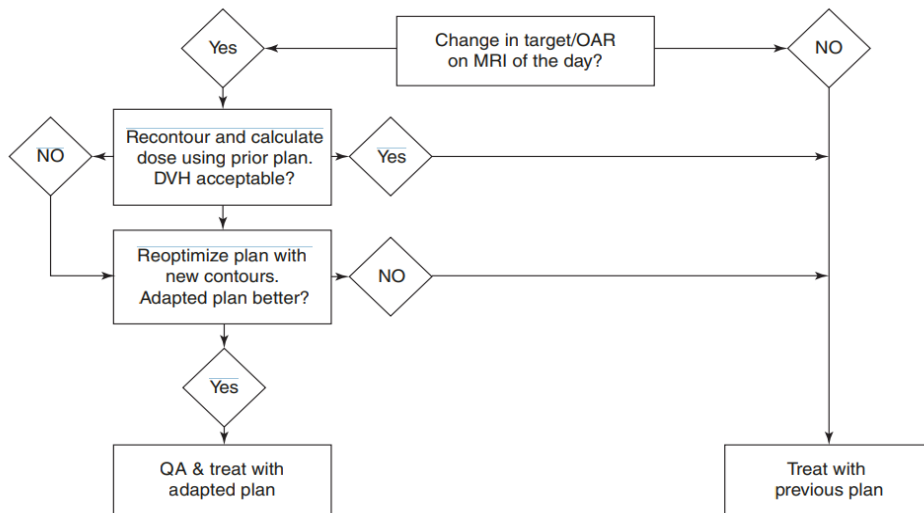 Yes
Change in target/OAR
on MRI of the day?
NO
NO
Recontour and calculate
dose using prior plan.
DVH acceptable?
Yes
Reoptimize plan with
new contours.
Adapted plan better?
NO
Yes
QA & treat with
adapted plan
Treat with
previous plan